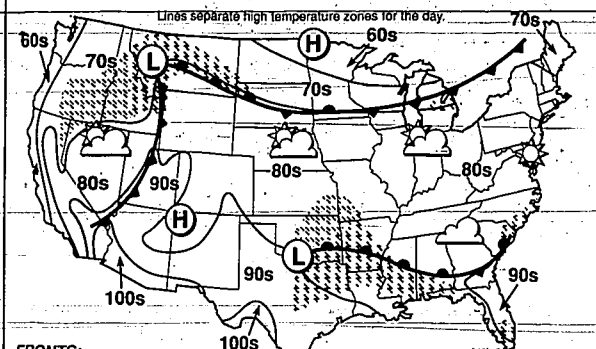 Lines separate high temperature zones for the day.
60s
70s
L
H
60s
70s
70s
80s
90s
80s
80s
H
L
90s
90s
100s
100s
FRONTS: